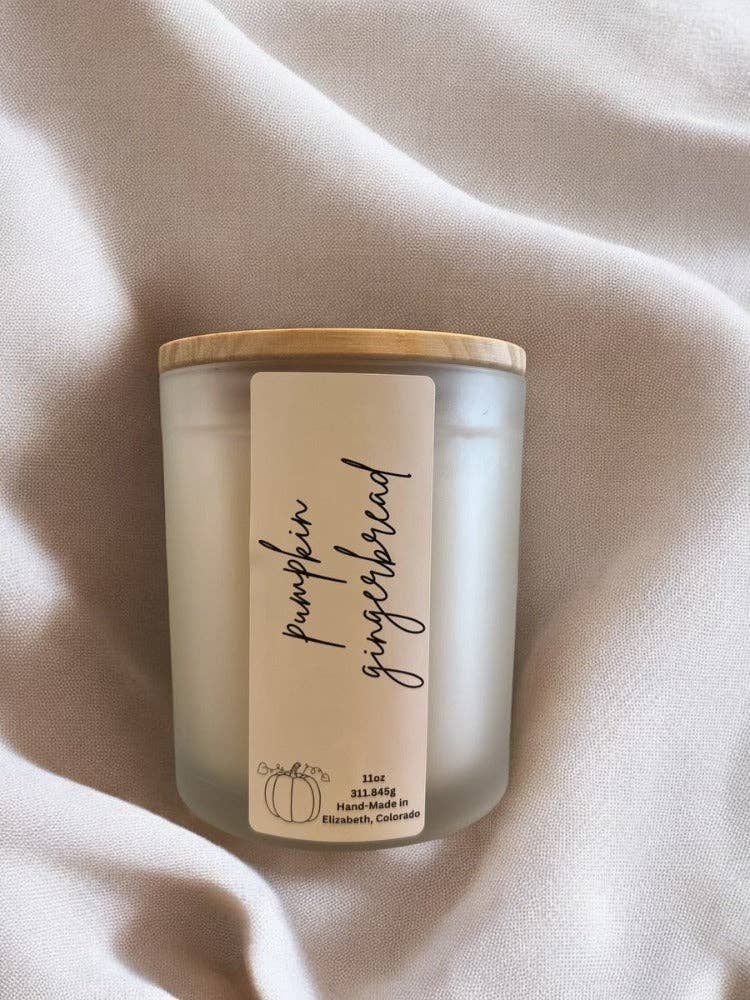 pumpkin
gingerbread
11oz
311.845g
Hand-Made in
Elizabeth, Colorado